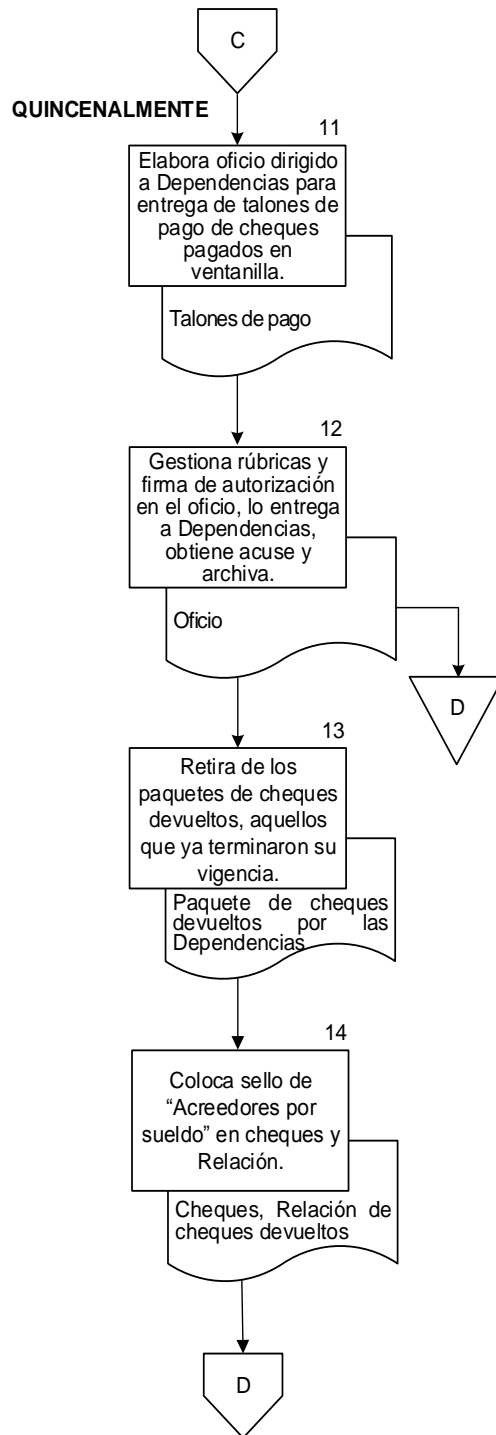 C
QUINCENALMENTE
11
Elabora oficio dirigido
a Dependencias para
entrega de talones de
pago de cheques
pagados en
ventanilla.
Talones de pago
12
Gestiona rúbricas y
firma de autorización
en el oficio, lo entrega
a Dependencias,
obtiene acuse y
archiva.
Oficio
D
13
Retira de los
paquetes de cheques
devueltos, aquellos
que ya terminaron su
vigencia.
Paquete de cheques
devueltos por las
Dependencias
14
Coloca sello de
“Acreedores por
sueldo” en cheques y
Relación.
Cheques, Relación de
cheques devueltos
D